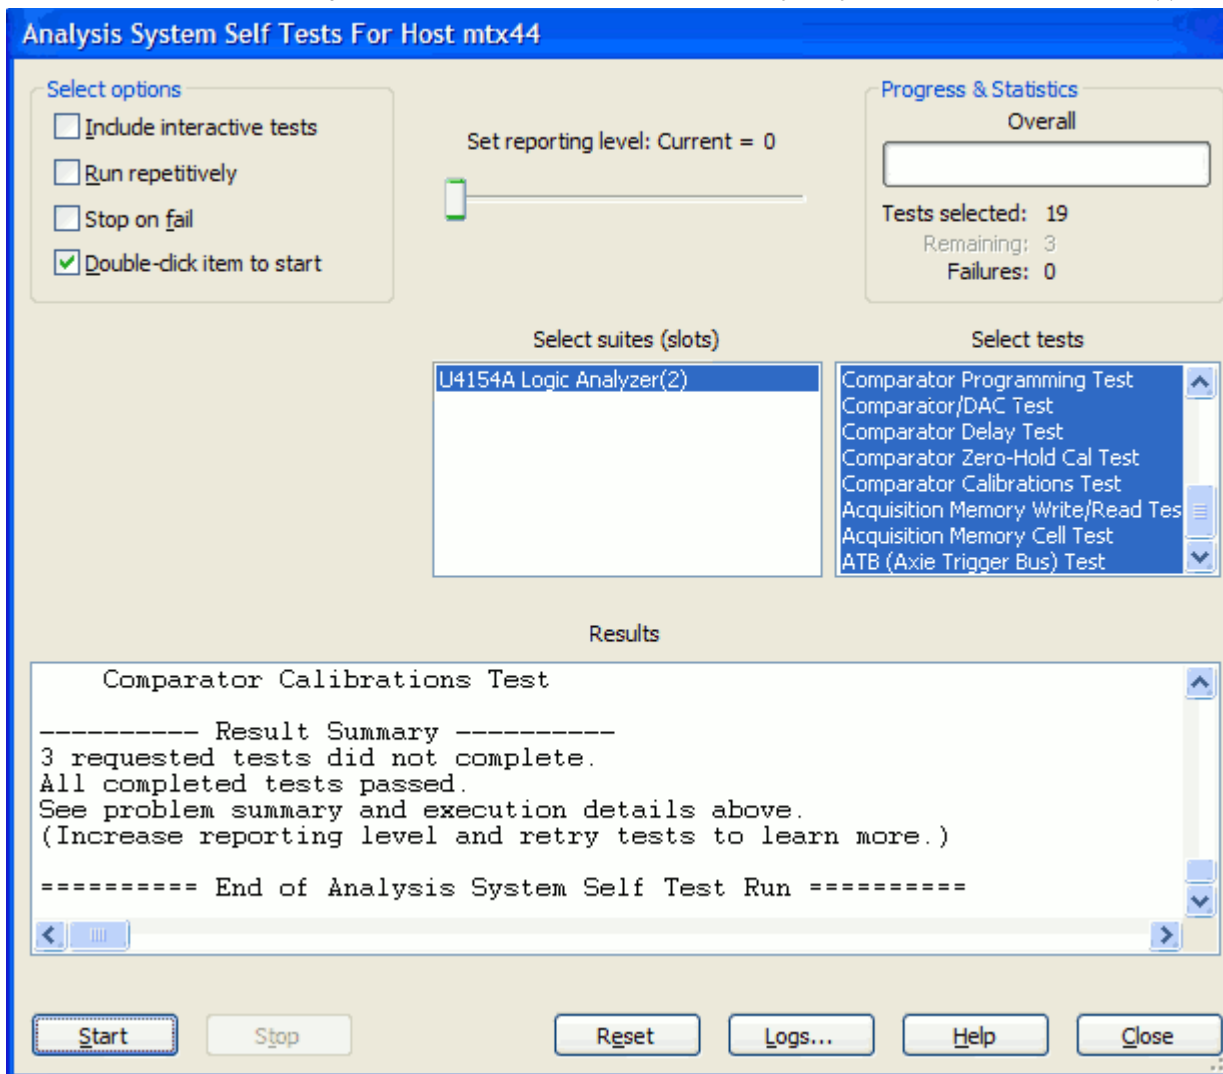 Analysis System Self Tests For Host mtx44
Select options
Include interactive tests
Run repetitively
Stop on fail
Double-click item to start
Set reporting level: Current = 0
Progress & Statistics
Overall
Tests selected: 19
Remaining: 3
Failures: 0
Select suites (slots)
U4154A Logic Analyzer(2)
Select tests
Comparator Programming Test
Comparator/DAC Test
Comparator Delay Test
Comparator Zero-Hold Cal Test
Comparator Calibrations Test
Acquisition Memory Write/Read Tes
Acquisition Memory Cell Test
ATB (Axie Trigger Bus) Test
Results
Comparator Calibrations Test
---------- Result Summary ----------
3 requested tests did not complete.
All completed tests passed.
See problem summary and execution details above.
(Increase reporting level and retry tests to learn more.)
========== End of Analysis System Self Test Run ==========
Start Stop Reset Logs... Help Close